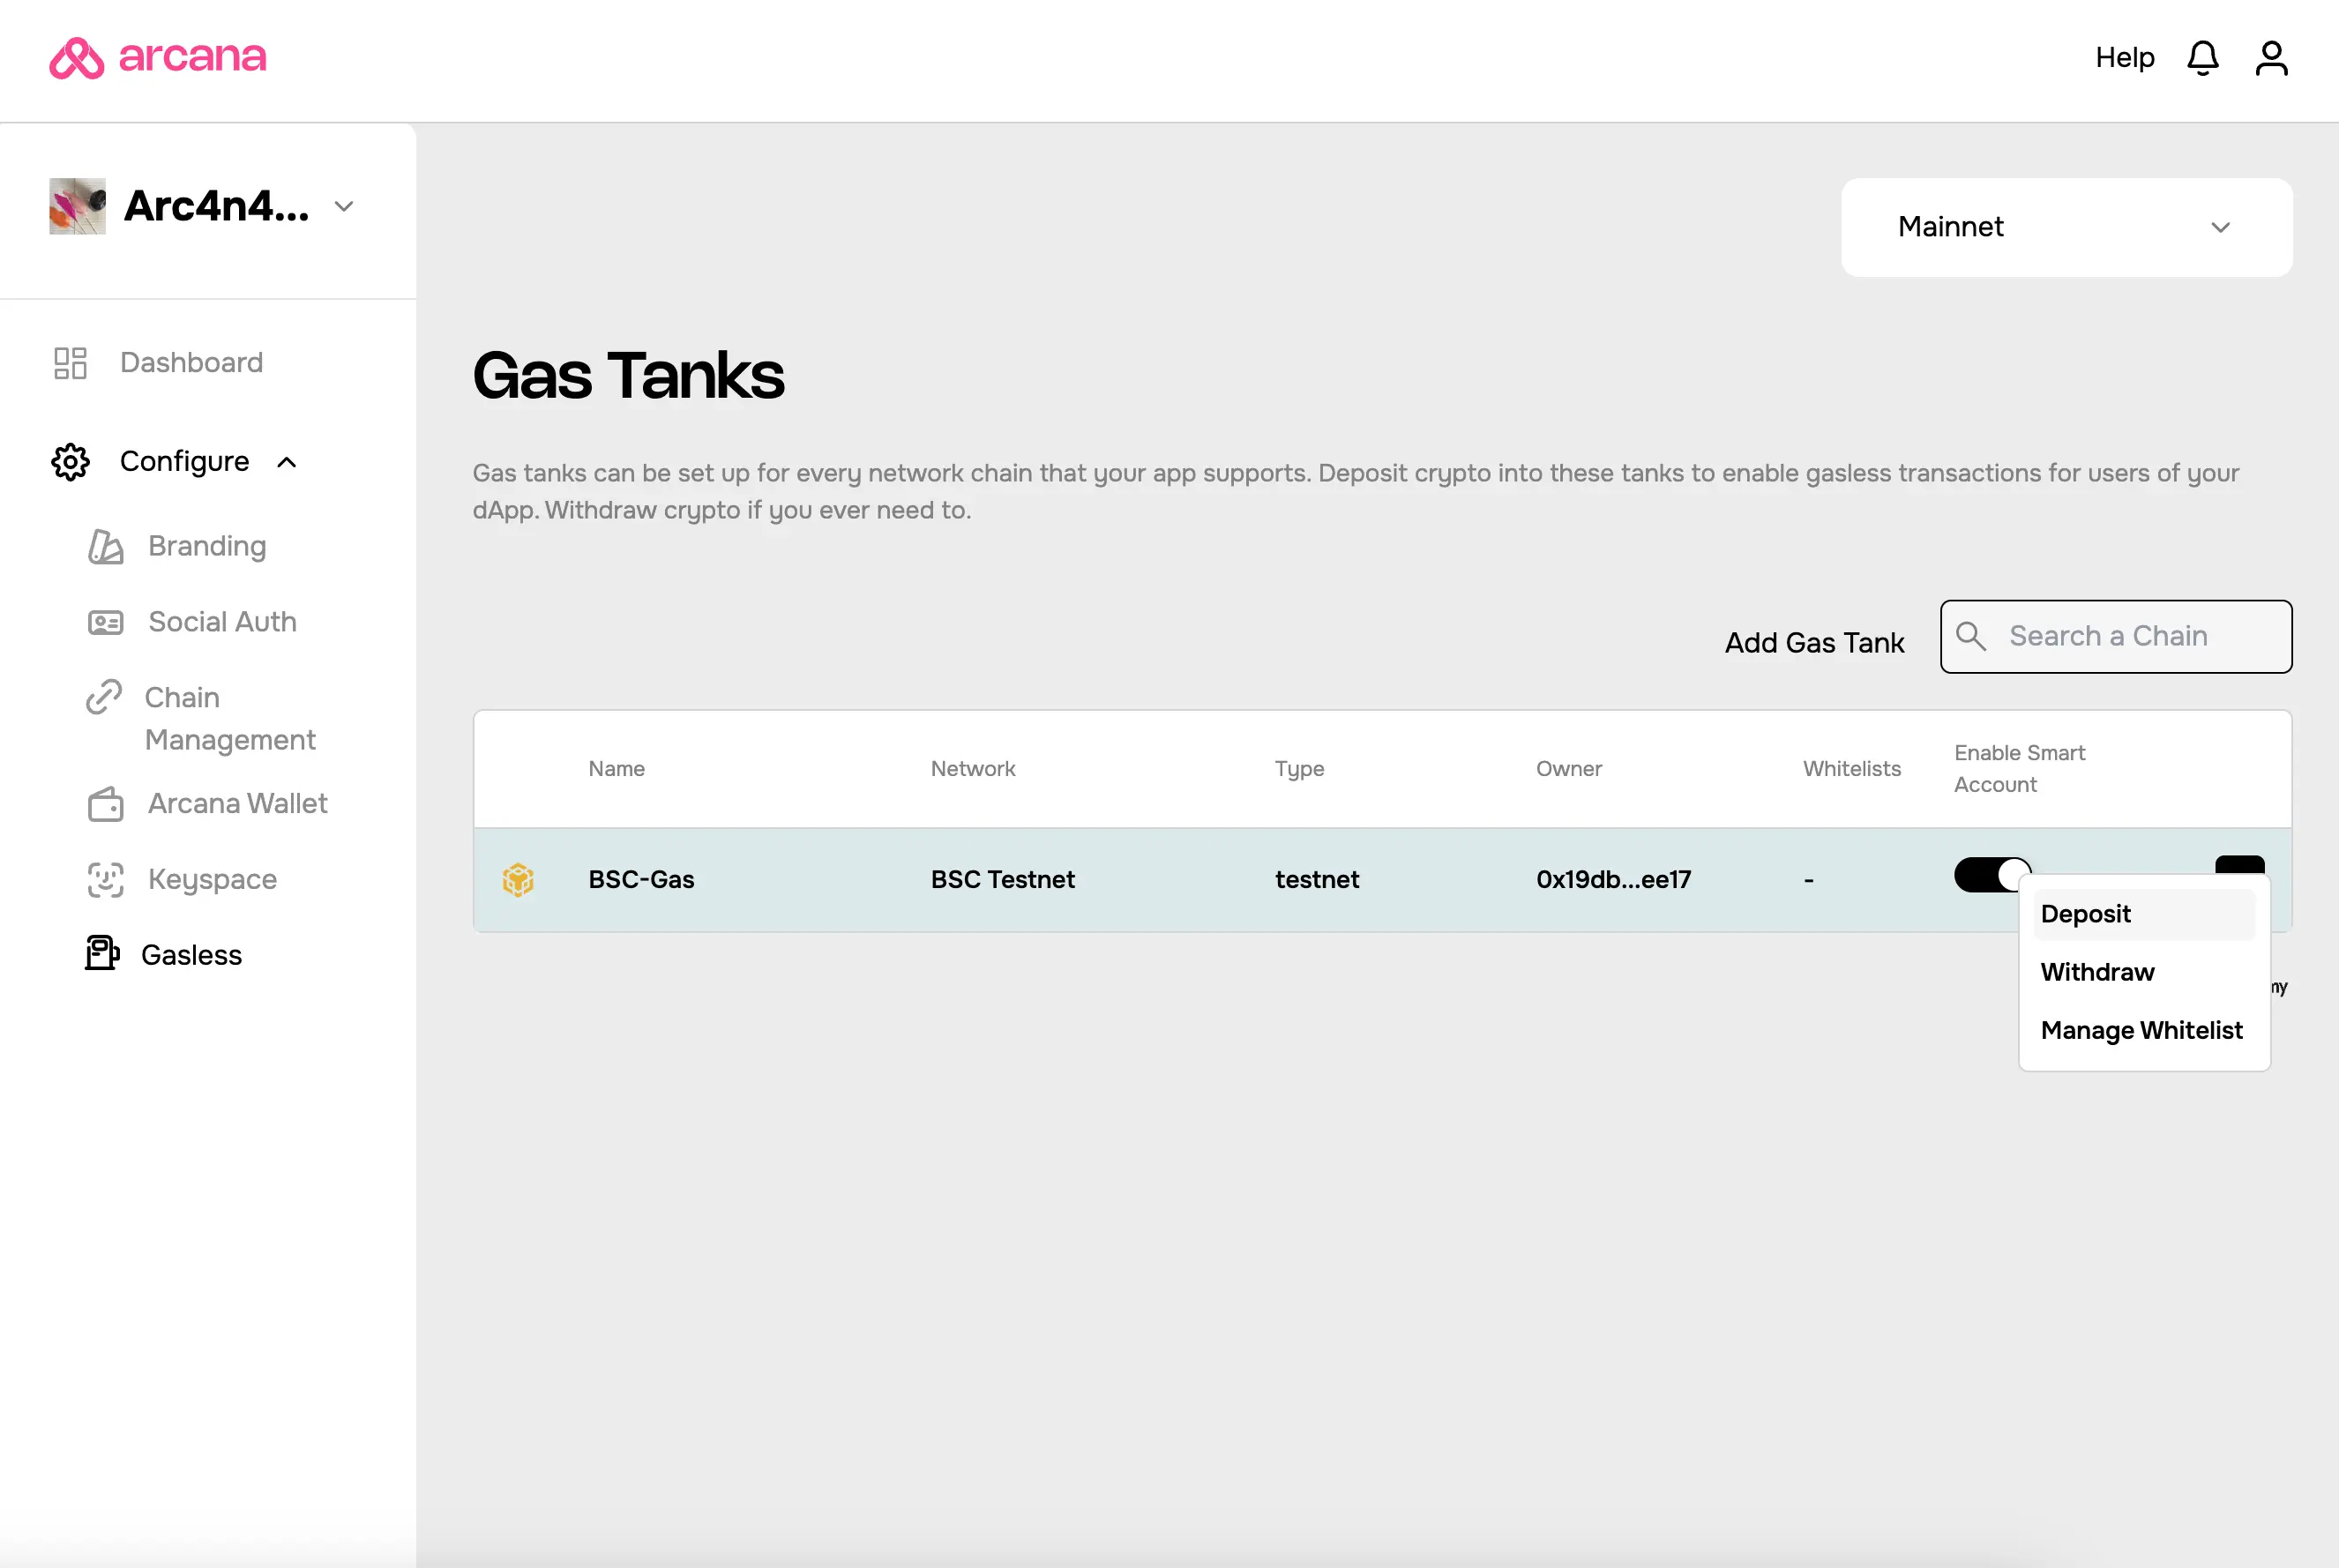 arcana
Help
Arc4n4...
Mainnet
Dashboard
Configure
Branding
Social Auth
Chain
Management
Arcana Wallet
Keyspace
Gasless
Gas Tanks
Gas tanks can be set up for every network chain that your app supports. Deposit crypto into these tanks to enable gasless transactions for users of your
dApp. Withdraw crypto if you ever need to.
Add Gas Tank
Search a Chain
Name Network Type Owner Whitelists Enable Smart
Account
BSC-Gas BSC Testnet testnet 0x19db...ee17 -
Deposit
Withdraw
Manage Whitelist